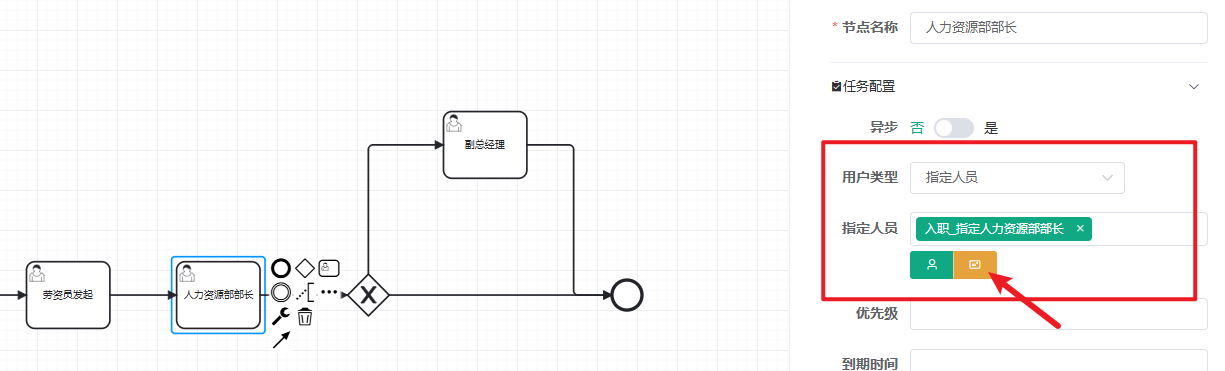 * 节点名称 人力资源部部长
任务配置
异步 否 是
用户类型 指定人员
指定人员 入职_指定人力资源部部长 ×
优先级
到期时间
副总经理
劳资员发起
人力资源部部长